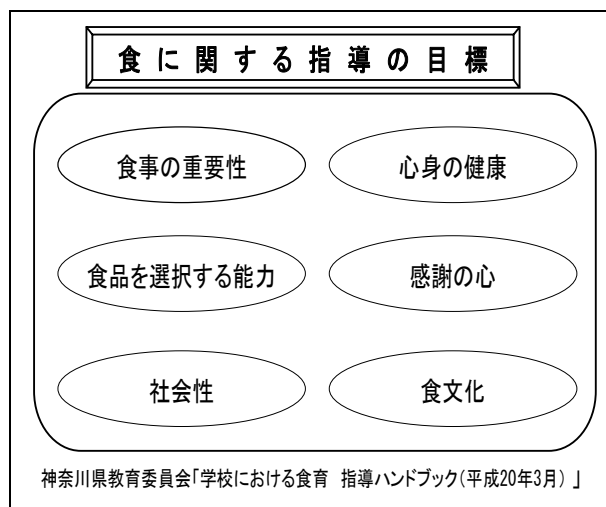 食に関する指導の目標
食事の重要性
心身の健康
食品を選択する能力
感謝の心
社会性
食文化
神奈川県教育委員会「学校における食育 指導ハンドブック(平成20年3月) 」